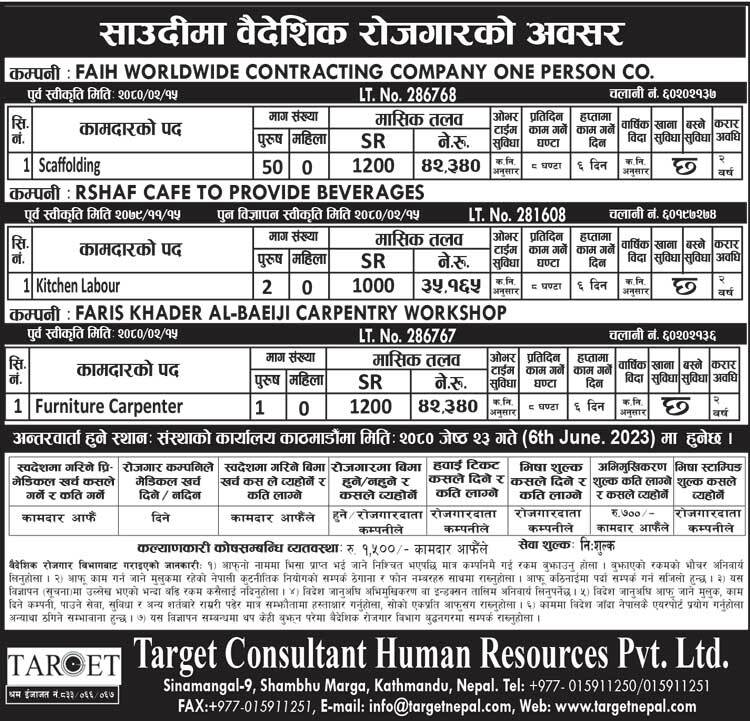 साउदीमा वैदेशिक रोजगारको अवसर
कम्पनी : FAIH WORLDWIDE CONTRACTING COMPANY ONE PERSON CO.
पुर्व स्वीकृति मितिः २०८०/०२/१५ LT. No. 286768 चलानी नं. ६०२०२१३७
सि. नं. कामदारको पद माग संख्या पुरुष महिला मासिक तलव SR ने.रु. ओभर टाईम सुविधा प्रतिदिन काम गर्ने घण्टा हप्तामा काम गर्ने दिन वार्षिक विदा खाना सुविधा बस्ने सुविधा करार अवधि
1 Scaffolding 50 0 1200 ४२,३४० क.नि. अनुसार ८ घण्टा ६ दिन क.नि. अनुसार छ २ वर्ष
कम्पनी : RSHAF CAFE TO PROVIDE BEVERAGES
पुर्व स्वीकृति मिति २०७९/११/१५ पुन विज्ञापन स्वीकृति मिति २०८०/०२/१५ LT. No. 281608 चलानी नं. ६०१९७२७४
सि. नं. कामदारको पद माग संख्या पुरुष महिला मासिक तलव SR ने.रु. ओभर टाईम सुविधा प्रतिदिन काम गर्ने घण्टा हप्तामा काम गर्ने दिन वार्षिक विदा खाना सुविधा बस्ने सुविधा करार अवधि
1 Kitchen Labour 2 0 1000 ३५,१६५ क.नि. अनुसार ८ घण्टा ६ दिन क.नि. अनुसार छ २ वर्ष
कम्पनी : FARIS KHADER AL-BAEIJI CARPENTRY WORKSHOP
पुर्व स्वीकृति मितिः २०८०/०२/१५ LT. No. 286767 चलानी नं. ६०२०२१३६
सि. नं. कामदारको पद माग संख्या पुरुष महिला मासिक तलव SR ने.रु. ओभर टाईम सुविधा प्रतिदिन काम गर्ने घण्टा हप्तामा काम गर्ने दिन वार्षिक विदा खाना सुविधा बस्ने सुविधा करार अवधि
1 Furniture Carpenter 1 0 1200 ४२,३४० क.नि. अनुसार ८ घण्टा ६ दिन क.नि. अनुसार छ २ वर्ष
अन्तरवार्ता हुने स्थानः संस्थाको कार्यालय काठमाडौंमा मितिः २०८० जेष्ठ २३ गते (6th June. 2023) मा हुनेछ ।
स्वदेशमा गरिने प्रि-मेडिकल खर्च कसले गर्ने र कति गर्ने रोजगार कम्पनिले मेडिकल खर्च दिने / नदिन स्वदेशमा गरिने बिमा खर्च कस ले व्यहोर्ने र कति लाग्ने रोजगारमा बिमा हुने/नहुने र कसले व्यहोर्ने हवाई टिकट कसले दिने र कति लाग्ने भिषा शुल्क कसले दिने र कति लाग्ने अभिमुखिकरण शुल्क कति लाग्ने र कसले व्यहोर्ने भिषा स्टाम्पिङ शुल्क कसले व्यहोर्ने
कामदार आफैं दिने कामदार आफैंले हुने/ रोजगारदाता कम्पनीले रोजगारदाता कम्पनीले रोजगारदाता कम्पनीले रु.७००/- कामदार आफैंले रोजगारदाता कम्पनीले
कल्याणकारी कोषसम्बन्धि व्यतस्थाः रु. १,५००/- कामदार आफैंले सेवा शुल्कः निःशुल्क
वैदेशिक रोजगार विभागबाट गराइएको जानकारीः १) आफ्नो नाममा भिसा प्राप्त भई जाने निश्चित भएपछि मात्र कम्पनिमै गई रकम बुझाउनु होला । बुझाएको रकमको भौचर अनिवार्य
लिनुहोला । २) आफू काम गर्न जाने मुलुकमा रहेको नेपाली कुटनीतिक नियोगको सम्पर्क ठेगाना र फोन नम्बरहरु साथमा राख्नुहोला । आफू कठिनाईमा पर्दा सम्पर्क गर्न सजिलो हुन्छ । ३) यस
विज्ञापन (सूचना)मा उल्लेख भएको भन्दा बढि रकम कसैलाई नदिनुहोला । ४) विदेश जानुअघि अभिमुखिकरण वा ईन्डक्सन तालिम अनिवार्य लिनुपर्नेछ । ५) विदेश जानुअघि आफू जाने मुलुक, काम
दिने कम्पनी, पाउने सेवा, सुविधा र अन्य शर्तबारे राम्ररी पढेर मात्र सम्झौतामा हस्ताक्षर गर्नुहोला, सोको एकप्रति आफूसँग राख्नुहोला । ६) काममा विदेश जाँदा नेपालकै एयरपोर्ट प्रयोग गर्नुहोला
अन्यथा ठगिने सम्भावाना हुन्छ । ७) यस विज्ञापन सम्बन्धमा थप केही बुझ्न परेमा वैदेशिक रोजगार विभाग बुद्धनगरमा सम्पर्क राख्नुहोला ।
TARGET
श्रम ईजाजत नं.८३३/०६६/०६७
Target Consultant Human Resources Pvt. Ltd.
Sinamangal-9, Shambhu Marga, Kathmandu, Nepal. Tel: +977- 015911250/015911251
FAX:+977-015911251, E-mail: info@targetnepal.com, Web: www.targetnepal.com